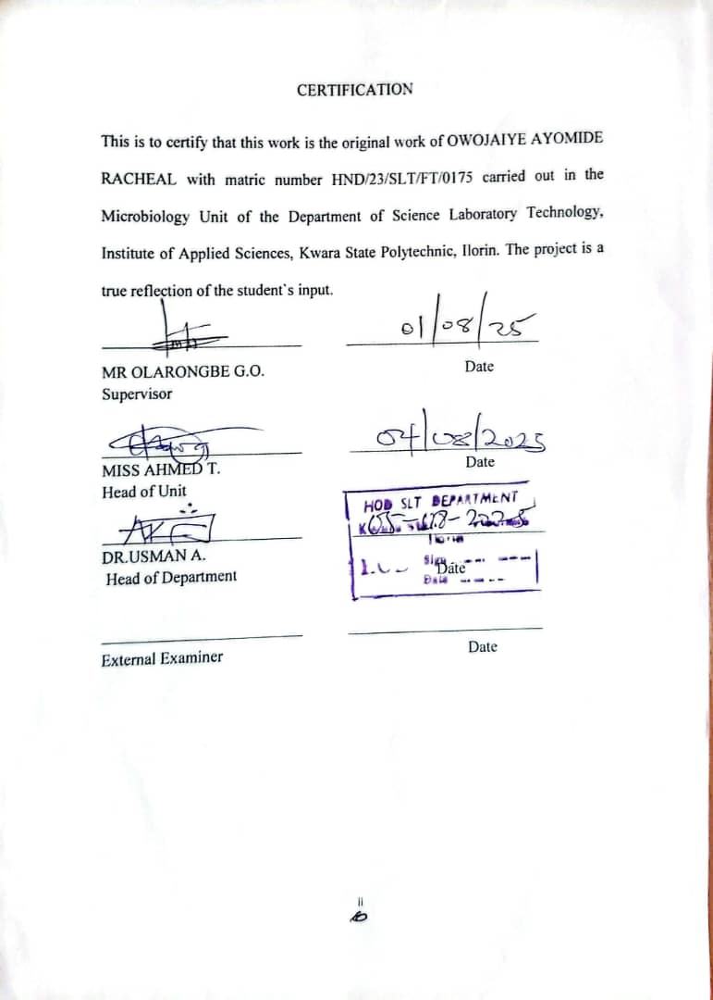 CERTIFICATION
This is to certify that this work is the original work of OWOJAIYE AYOMIDE
RACHEAL with matric number HND/23/SLT/FT/0175 carried out in the
Microbiology Unit of the Department of Science Laboratory Technology,
Institute of Applied Sciences, Kwara State Polytechnic, Ilorin. The project is a
true reflection of the student`s input.
01/08/25
MR OLARONGBE G.O.
Date
Supervisor
04/08/2025
MISS AHMED T.
Date
Head of Unit
HOD SLT DEPARTMENT
05-08-2025
Ilorin
DR.USMAN A.
Sign
Date
Head of Department
Date
External Examiner
Date
ii